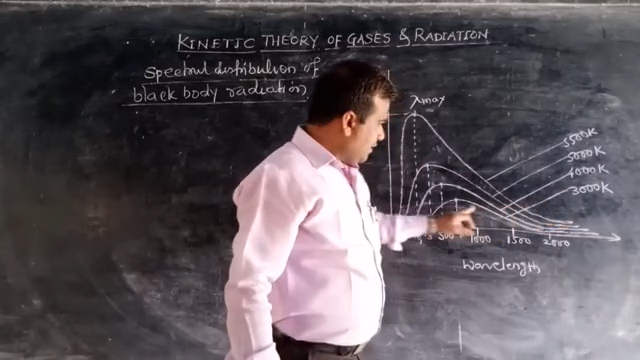 KINETIC THEORY OF GASES & RADIATION
Spectral distribution of
black body radiation
λmax
5500K
5000K
4000K
3000K
500
1000
1500
2000
Wavelength